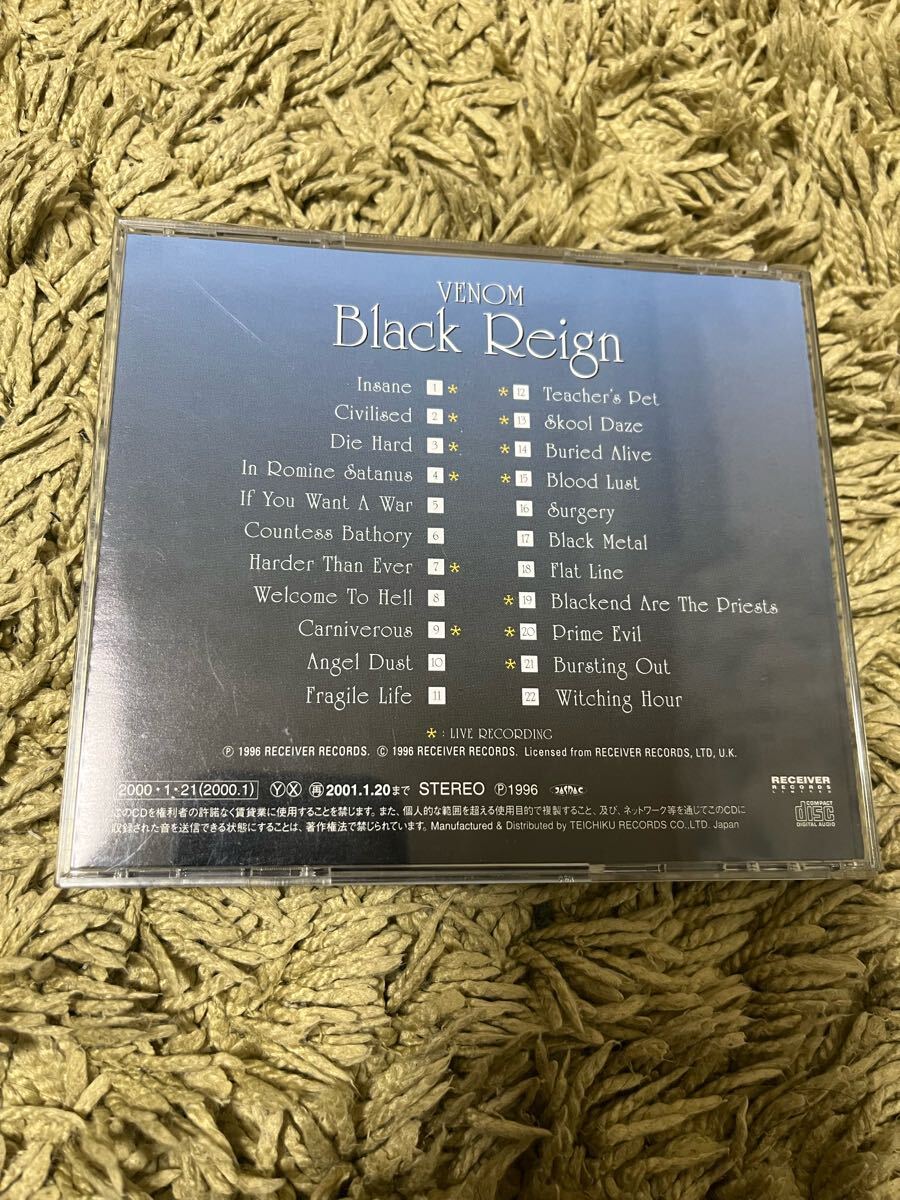 VENOM
Black Reign
Insane 1 *
Civilised 2 *
Die Hard 3 *
In Romine Satanus 4 *
If You Want A War 5
Countess Bathory 6
Harder Than Ever 7 *
Welcome To Hell 8
Carniverous 9 *
Angel Dust 10
Fragile Life 11
* 12 Teacher's Pet
* 13 Skool Daze
* 14 Buried Alive
* 15 Blood Lust
16 Surgery
17 Black Metal
18 Flat Line
* 19 Blackend Are The Priests
* 20 Prime Evil
* 21 Bursting Out
22 Witching Hour
* : LIVE RECORDING
Ⓟ 1996 RECEIVER RECORDS. © 1996 RECEIVER RECORDS. Licensed from RECEIVER RECORDS, LTD, U.K.
2000・1・21(2000.1) Ⓨ Ⓧ ㊢2001.1.20まで STEREO Ⓟ1996 JASRAC
このCDを権利者の許諾なく賃貸業に使用することを禁じます。また、個人的な範囲を超える使用目的で複製すること、及び、ネットワーク等を通じてこのCDに
収録された音を送信できる状態にすることは、著作権法で禁じられています。Manufactured & Distributed by TEICHIKU RECORDS CO.,LTD. Japan
RECEIVER
RECORDS
COMPACT
disc
DIGITAL AUDIO